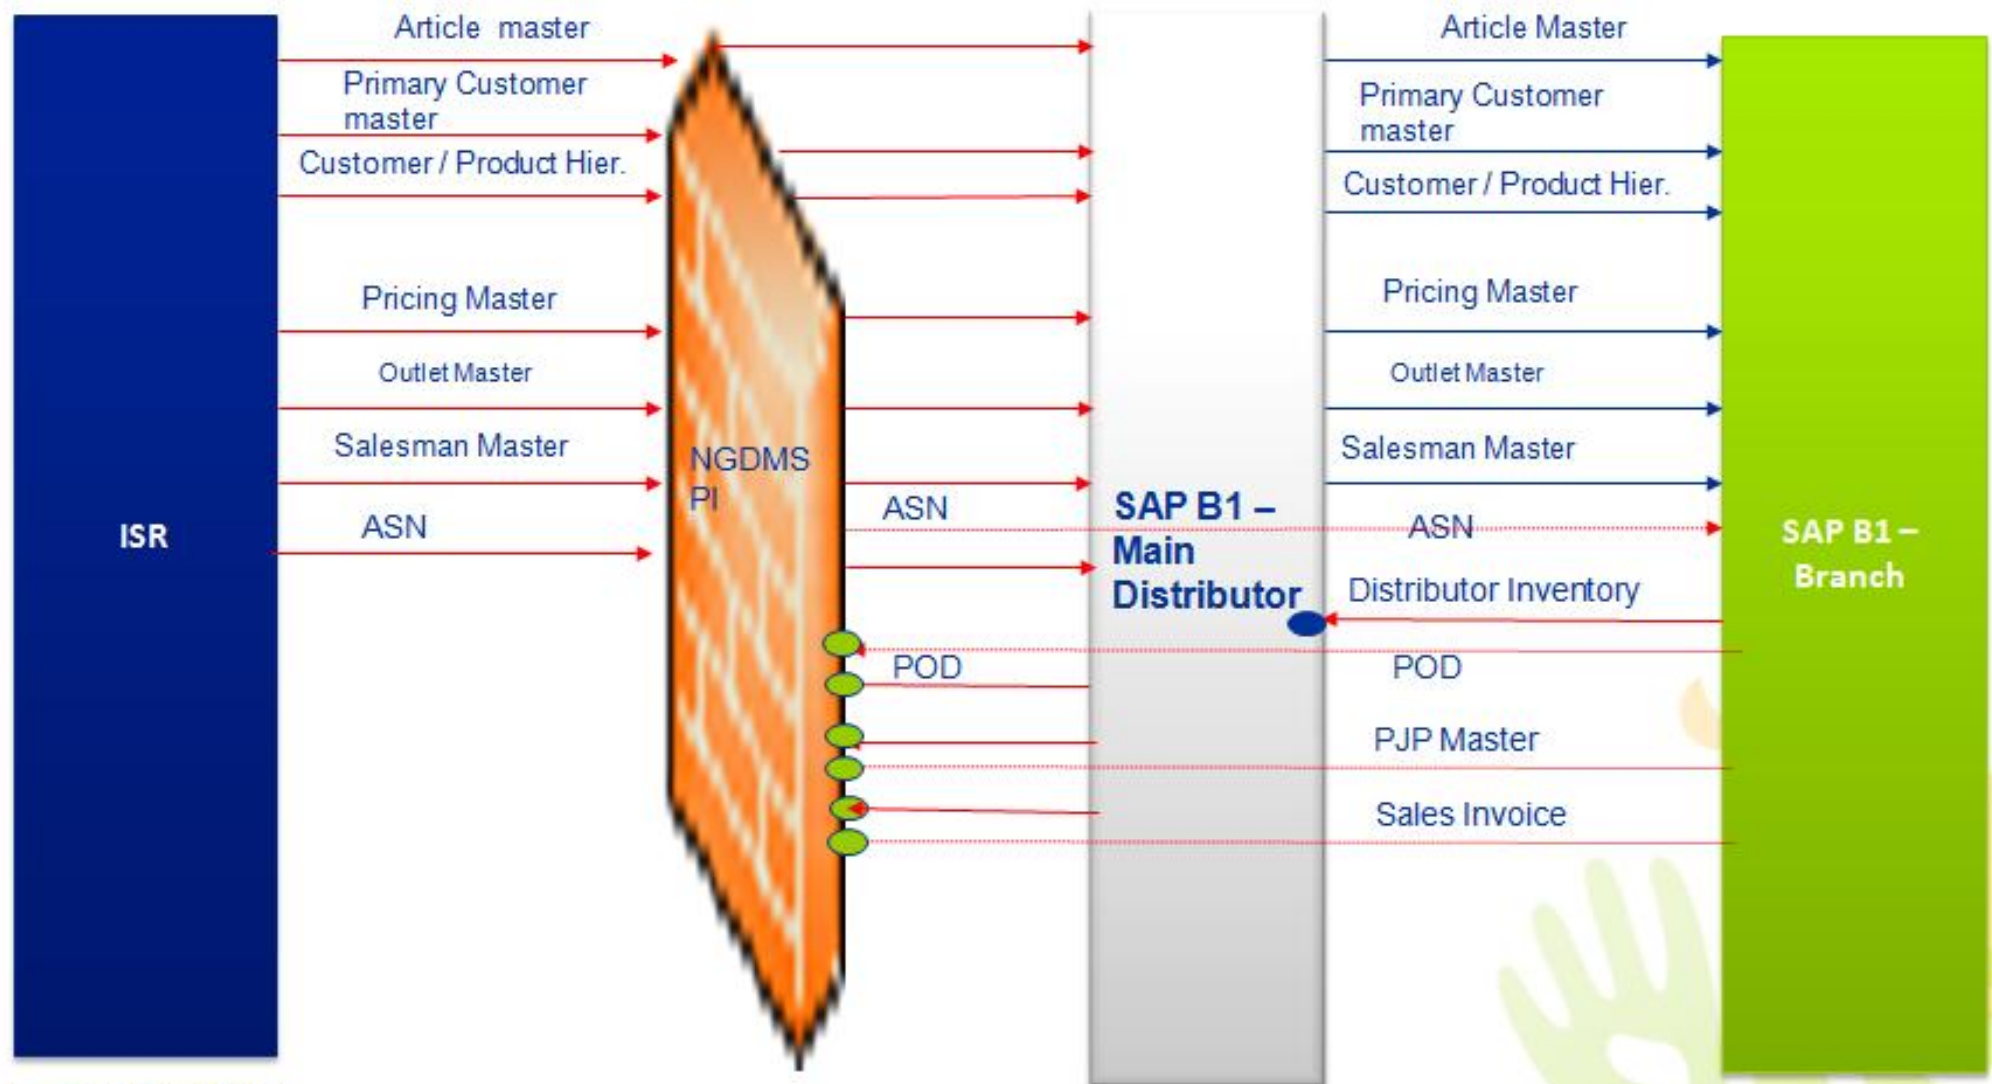 Article master
Primary Customer
master
Customer / Product Hier.
Pricing Master
Outlet Master
Salesman Master
ASN
ISR
NGDMS
PI
ASN
POD
SAP B1 –
Main
Distributor
Article Master
Primary Customer
master
Customer / Product Hier.
Pricing Master
Outlet Master
Salesman Master
ASN
Distributor Inventory
POD
PJP Master
Sales Invoice
SAP B1 –
Branch